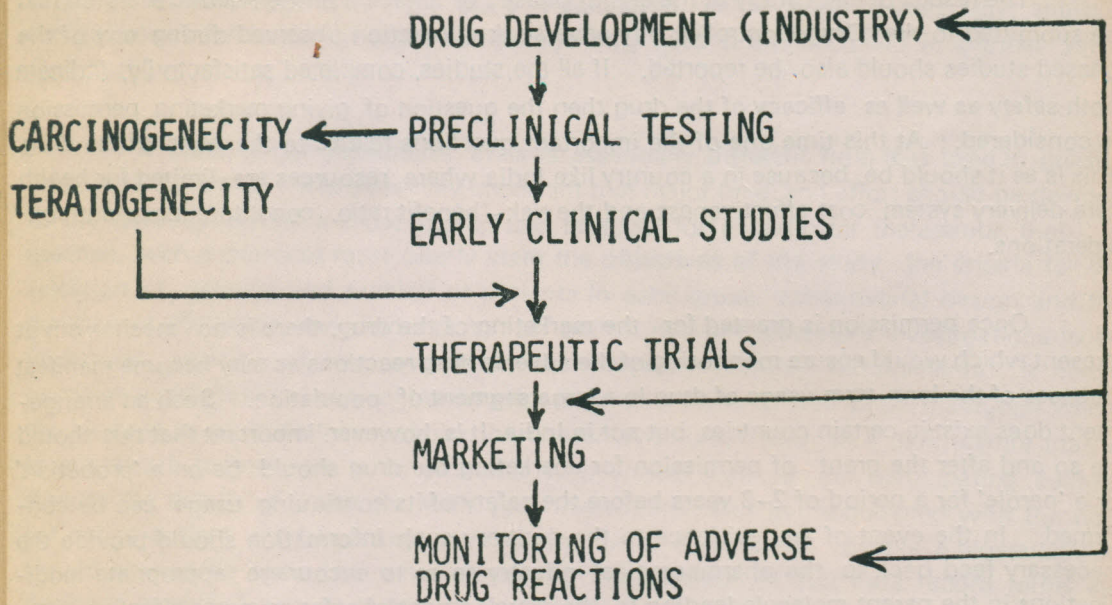 DRUG DEVELOPMENT (INDUSTRY)
CARCINOGENECITY
PRECLINICAL TESTING
TERATOGENECITY
EARLY CLINICAL STUDIES
THERAPEUTIC TRIALS
MARKETING
MONITORING OF ADVERSE
DRUG REACTIONS